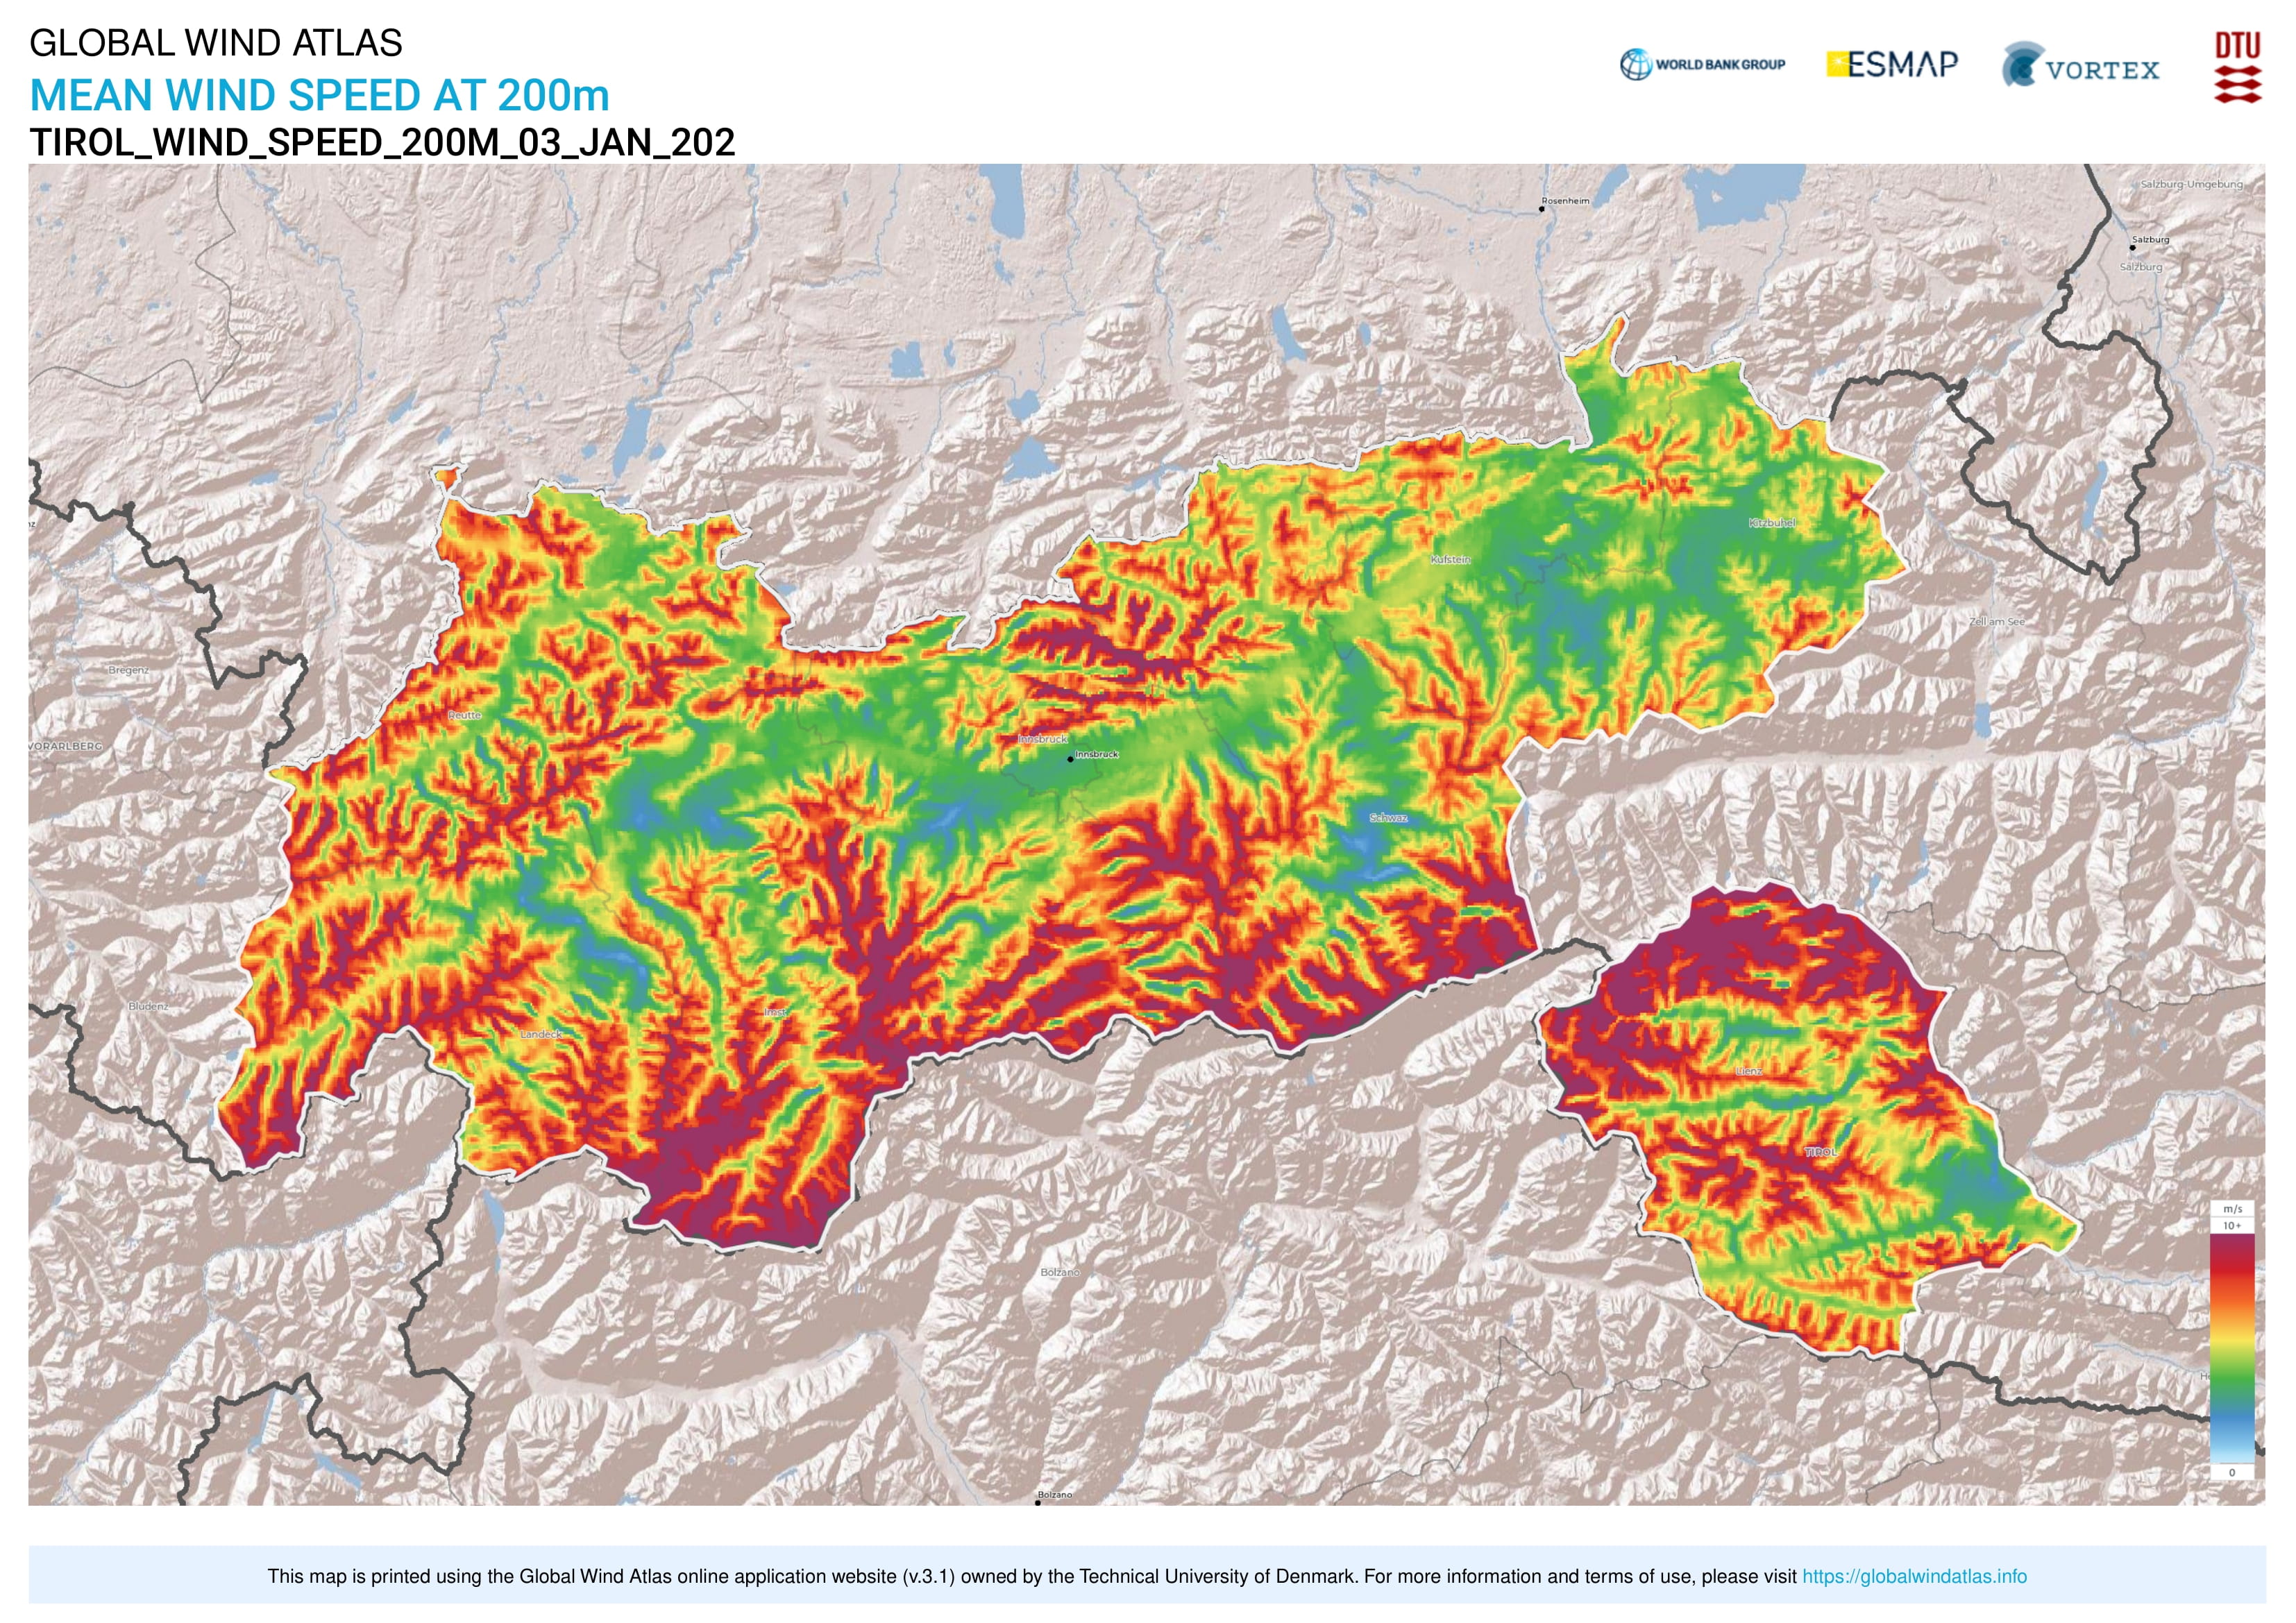 GLOBAL WIND ATLAS
MEAN WIND SPEED AT 200m
TIROL_WIND_SPEED_200M_03_JAN_202
WORLD BANK GROUP
ESMAP
VORTEX
DTU
Salzburg-Umgebung
Rosenheim
Salzburg
Salzburg
Kitzbuhel
Kufstein
Zell am See
Bregenz
Reutte
VORARLBERG
Innsbruck
Innsbruck
Schwaz
Bludenz
Imst
Landeck
Lienz
TIROL
m/s
10+
Bolzano
0
Bolzano
This map is printed using the Global Wind Atlas online application website (v.3.1) owned by the Technical University of Denmark. For more information and terms of use, please visit https://globalwindatlas.info